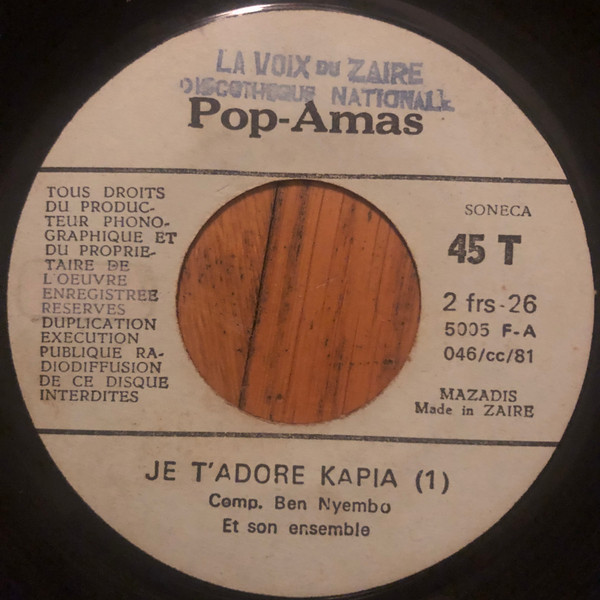 LA VOIX DU ZAIRE
DISCOTHEQUE NATIONALE
Pop-Amas
TOUS DROITS
DU PRODUC-
TEUR PHONO-
GRAPHIQUE ET
DU PROPRIE-
TAIRE DE
L'OEUVRE
ENREGISTREE
RESERVES
DUPLICATION
EXECUTION
PUBLIQUE RA-
DIODIFFUSION
DE CE DISQUE
INTERDITES
SONECA
45 T
2 frs-26
5005 F-A
046/cc/81
MAZADIS
Made in ZAIRE
JE T'ADORE KAPIA (1)
Comp. Ben Nyembo
Et son ensemble